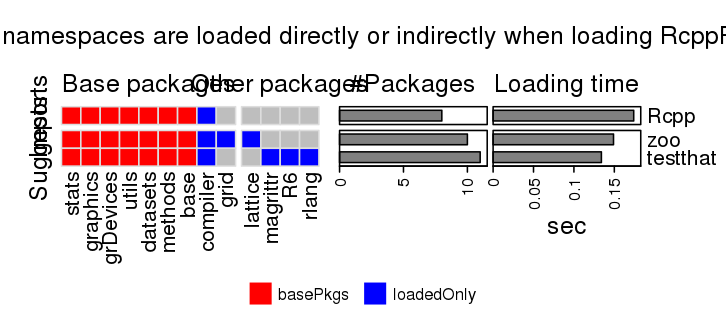 namespaces are loaded directly or indirectly when loading RcppR
Base packages
Other packages
#Packages
Loading time
Imports
Suggests
Rcpp
zoo
testthat
stats
graphics
grDevices
utils
datasets
methods
base
compiler
grid
lattice
magrittr
R6
rlang
0
5
10
0
0.05
0.1
0.15
sec
basePkgs
loadedOnly